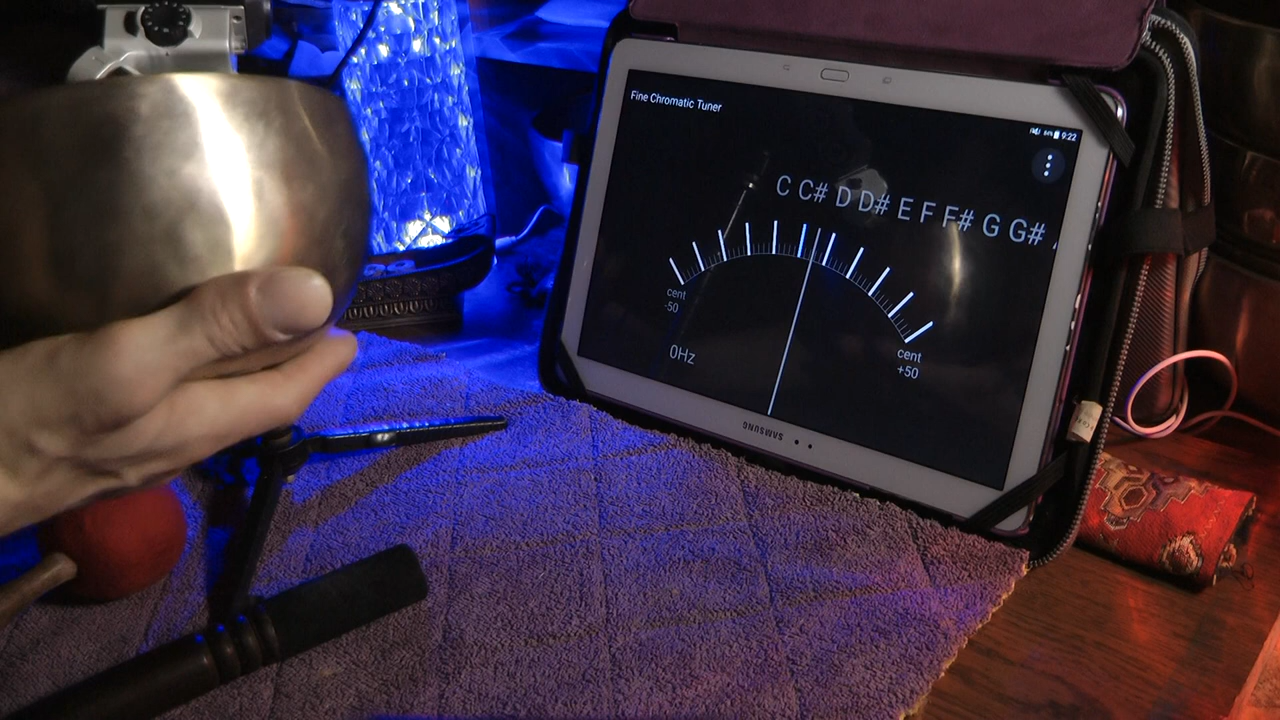 Fine Chromatic Tuner
9:22
C C# D D# E F F# G G#
cent
-50
cent
+50
0Hz
SAMSUNG